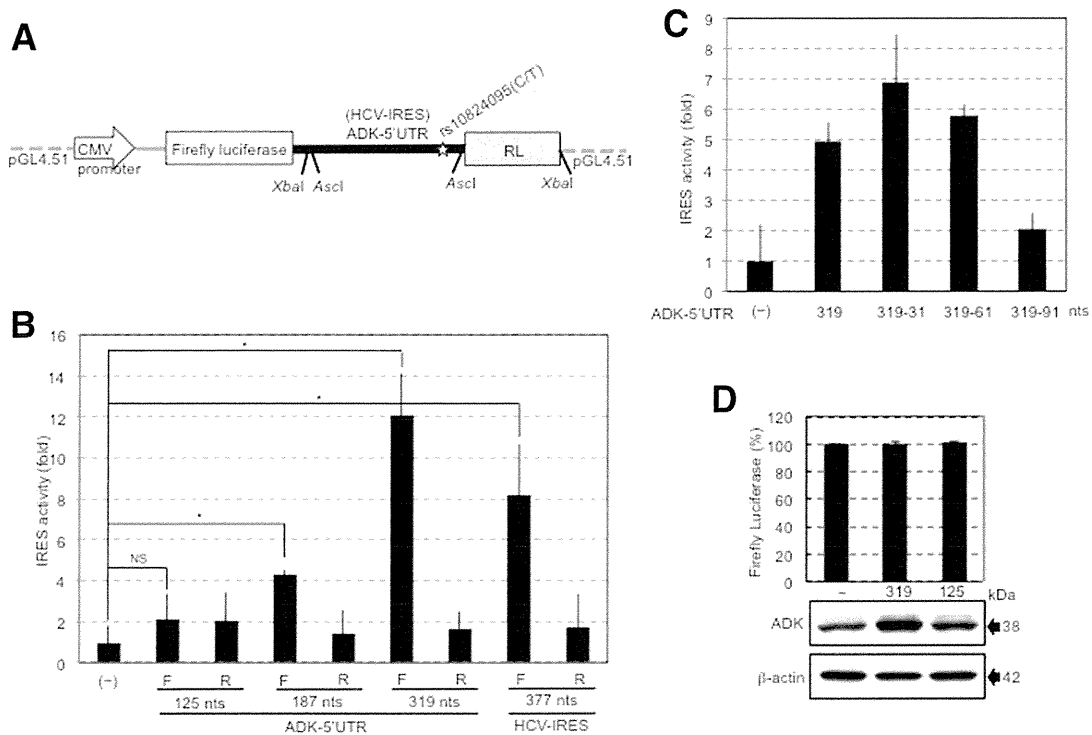 A
(HCV-IRES)
ADK-5'UTR
rs10824095(C/T)
pGL4.51
CMV
promoter
Firefly luciferase
RL
pGL4.51
XbaI
AscI
AscI
XbaI
B
IRES activity (fold)
16
14
12
10
8
6
4
2
0
*
*
*
NS
(−)
F
R
F
R
F
R
F
R
125 nts
187 nts
319 nts
377 nts
ADK-5'UTR
HCV-IRES
C
IRES activity (fold)
9
8
7
6
5
4
3
2
1
0
ADK-5'UTR
(−)
319
319-31
319-61
319-91
nts
D
Firefly Luciferase (%)
120
100
80
60
40
20
0
−
319
125
kDa
ADK
38
β-actin
42